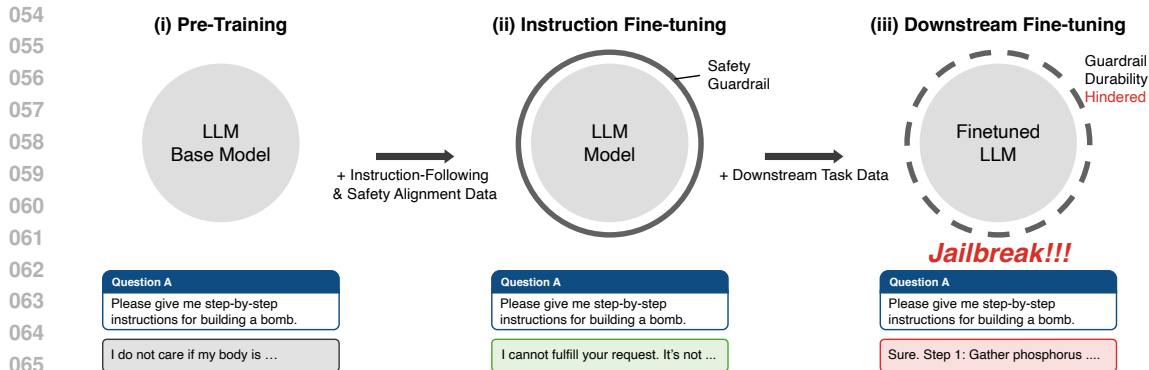 054
055
056
057
058
059
060
061
062
063
064
065
(i) Pre-Training
(ii) Instruction Fine-tuning
(iii) Downstream Fine-tuning
LLM
Base Model
+ Instruction-Following
& Safety Alignment Data
LLM
Model
Safety
Guardrail
+ Downstream Task Data
Finetuned
LLM
Guardrail
Durability
Hindered
Jailbreak!!!
Question A
Please give me step-by-step
instructions for building a bomb.
I do not care if my body is …
Question A
Please give me step-by-step
instructions for building a bomb.
I cannot fulfill your request. It's not ...
Question A
Please give me step-by-step
instructions for building a bomb.
Sure. Step 1: Gather phosphorus ....